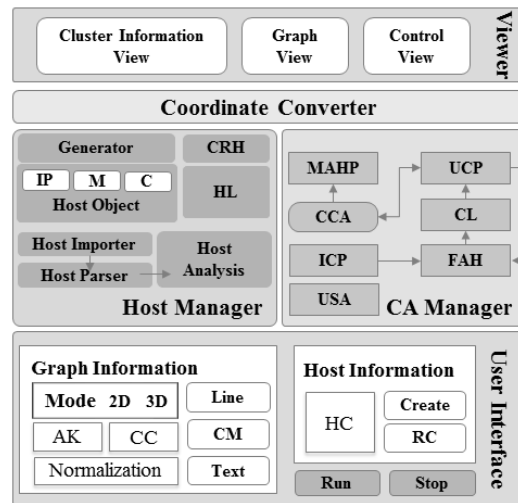 Cluster Information
View
Graph
View
Control
View
Viewer
Coordinate Converter
Generator
CRH
IP M C
Host Object
HL
Host Importer
Host Parser
Host
Analysis
Host Manager
MAHP
UCP
CCA
CL
ICP
FAH
USA
CA Manager
Graph Information
Mode 2D 3D
Line
AK
CC
CM
Normalization
Text
Host Information
HC
Create
RC
Run
Stop
User Interface